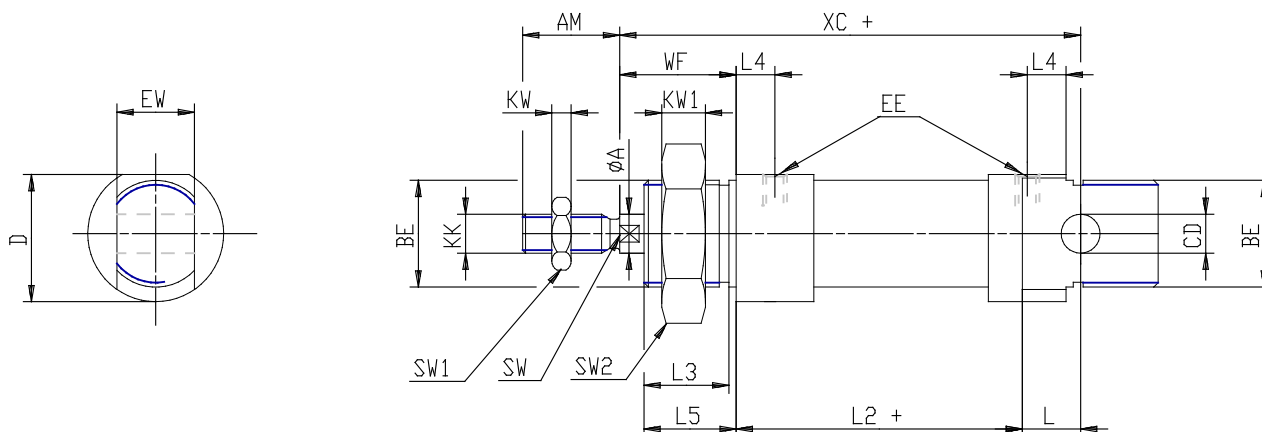 AM
XC +
WF
L4
L4
EW
KW
KW1
EE
ØA
D
BE
KK
CD
BE
SW1
SW
SW2
L3
L5
L2 +
L